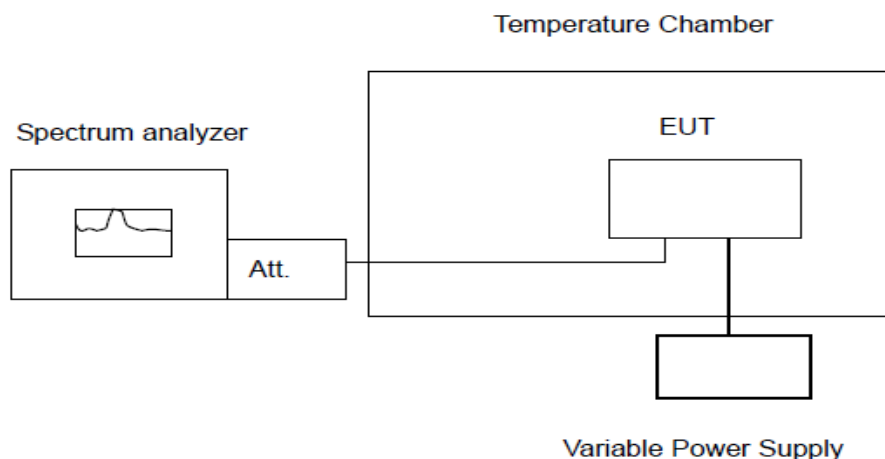 Temperature Chamber
Spectrum analyzer
EUT
Att.
Variable Power Supply